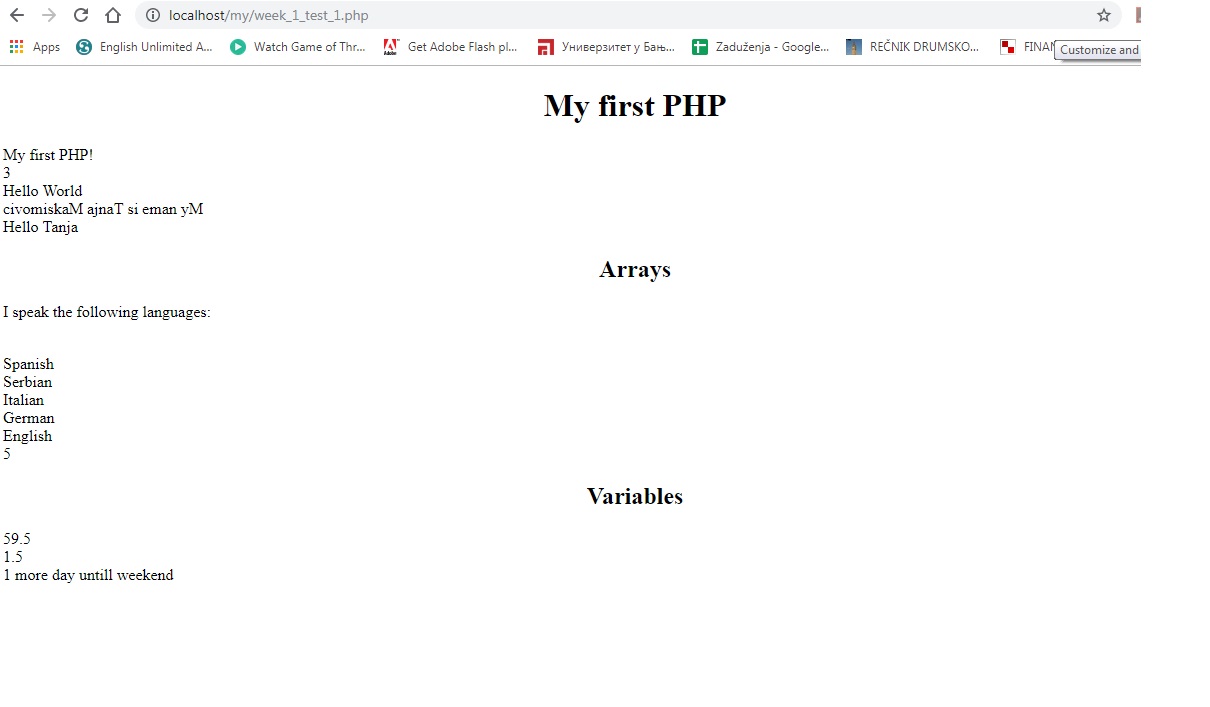 localhost/my/week_1_test_1.php
Apps English Unlimited A... Watch Game of Thr... Adobe Get Adobe Flash pl... Универзитет у Бањ... Zaduženja - Google... REČNIK DRUMSKO... FINAN
Customize and
My first PHP
My first PHP!
3
Hello World
civomiskaM ajnaT si eman yM
Hello Tanja
Arrays
I speak the following languages:
Spanish
Serbian
Italian
German
English
5
Variables
59.5
1.5
1 more day untill weekend